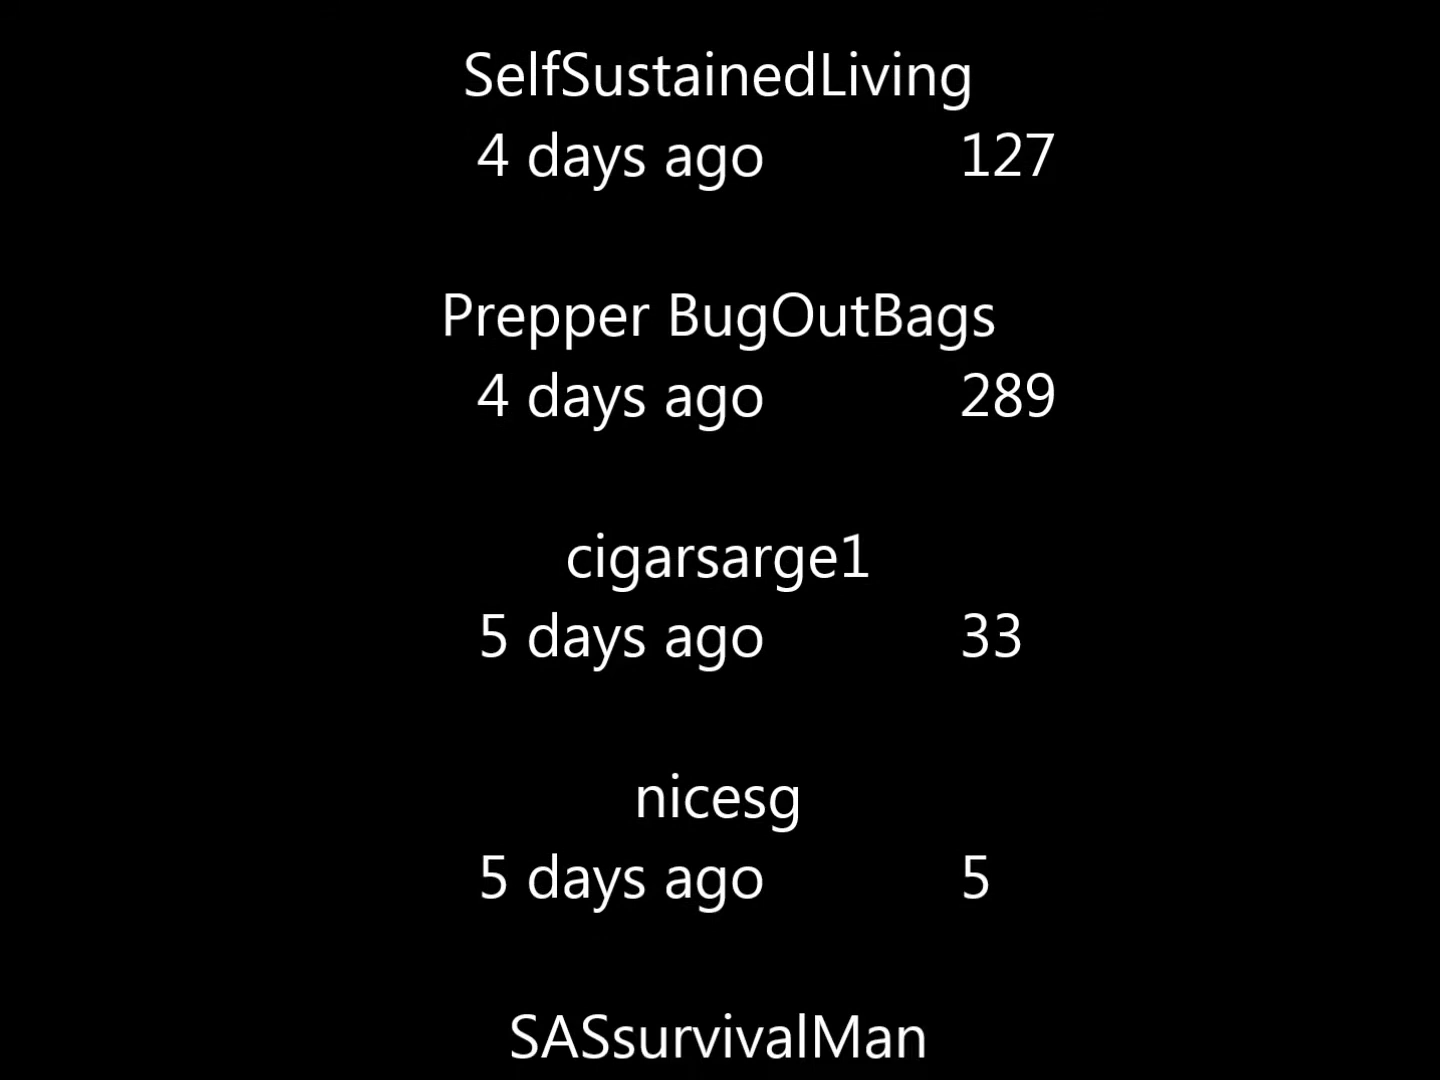 SelfSustainedLiving
4 days ago 127
Prepper BugOutBags
4 days ago 289
cigarsarge1
5 days ago 33
nicesg
5 days ago 5
SASsurvivalMan